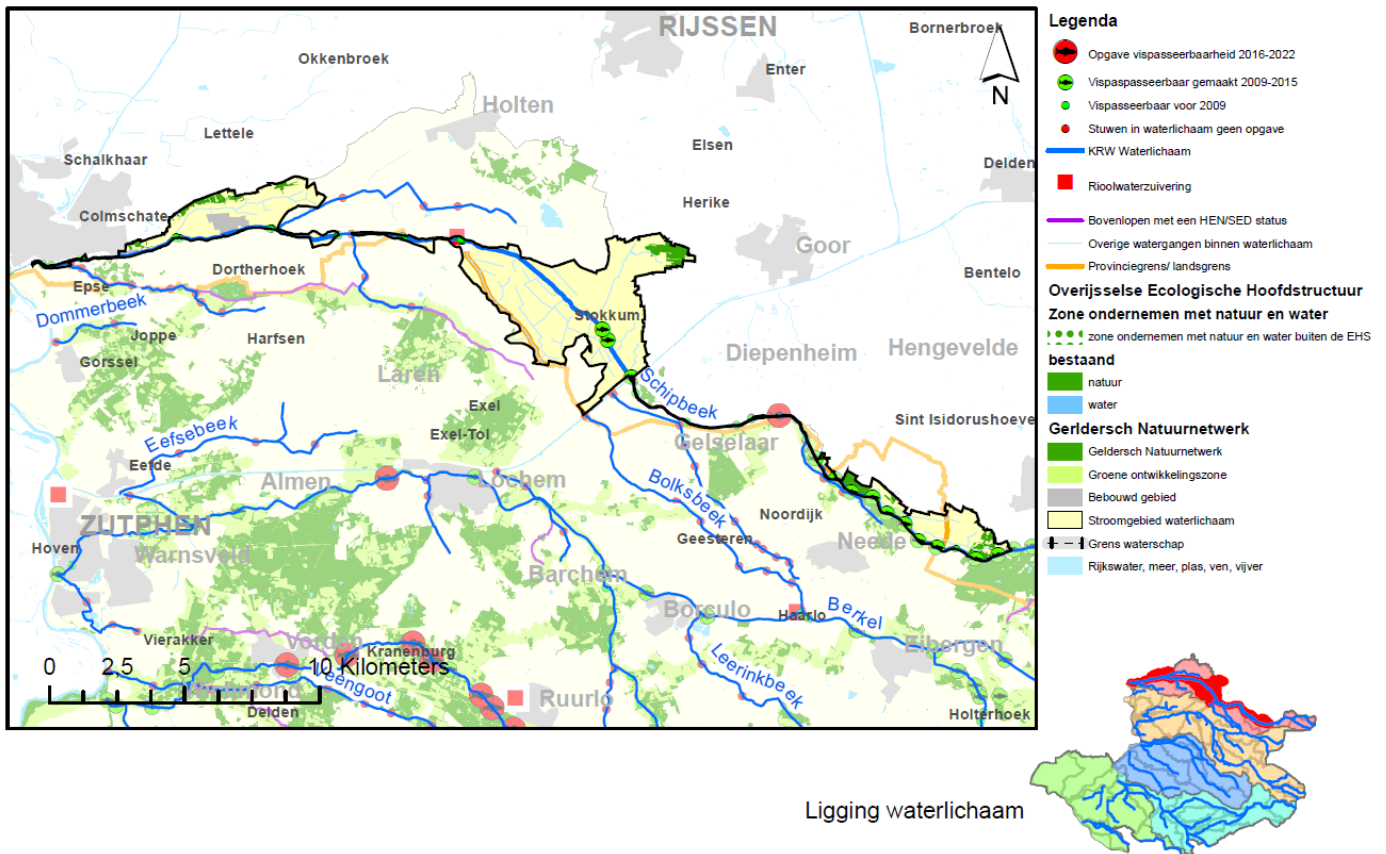 RIJSSEN
Bornerbroek
Okkenbroek
Enter
N
Holten
Lettele
Elsen
Schalkhaar
Delden
Herike
Colmschate
Goor
Dortherhoek
Bentelo
Epse
Dommerbeek
Stokkum
Joppe
Harfsen
Gorssel
Diepenheim
Hengevelde
Laren
Schipbeek
Exel
Sint Isidorushoeve
Exel-Tol
Gelselaar
Eefsebeek
Eefde
Almen
Lochem
Bolksbeek
Noordijk
ZUTPHEN
Hoven
Warnsveld
Geesteren
Neede
Barchem
Borculo
Haarlo
Berkel
Vierakker
Vorden
Kranenburg
Eibergen
0 2,5 5 10 Kilometers
Leerinkbeek
Veengoot
Ruurlo
Delden
Holterhoek
Legenda
Opgave vispasseerbaarheid 2016-2022
Vispaspasseerbaar gemaakt 2009-2015
Vispasseerbaar voor 2009
Stuwen in waterlichaam geen opgave
KRW Waterlichaam
Rioolwaterzuivering
Bovenlopen met een HEN/SED status
Overige watergangen binnen waterlichaam
Provinciegrens/ landsgrens
Overijsselse Ecologische Hoofdstructuur
Zone ondernemen met natuur en water
zone ondernemen met natuur en water buiten de EHS
bestaand
natuur
water
Gerldersch Natuurnetwerk
Geldersch Natuurnetwerk
Groene ontwikkelingszone
Bebouwd gebied
Stroomgebied waterlichaam
Grens waterschap
Rijkswater, meer, plas, ven, vijver
Ligging waterlichaam